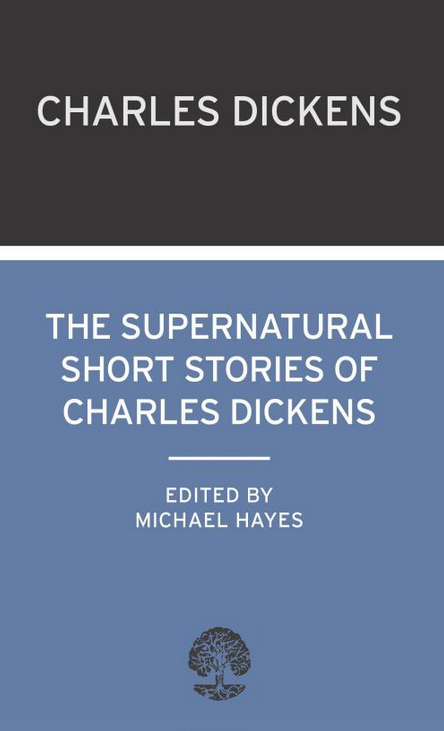 CHARLES DICKENS
THE SUPERNATURAL
SHORT STORIES OF
CHARLES DICKENS
EDITED BY
MICHAEL HAYES